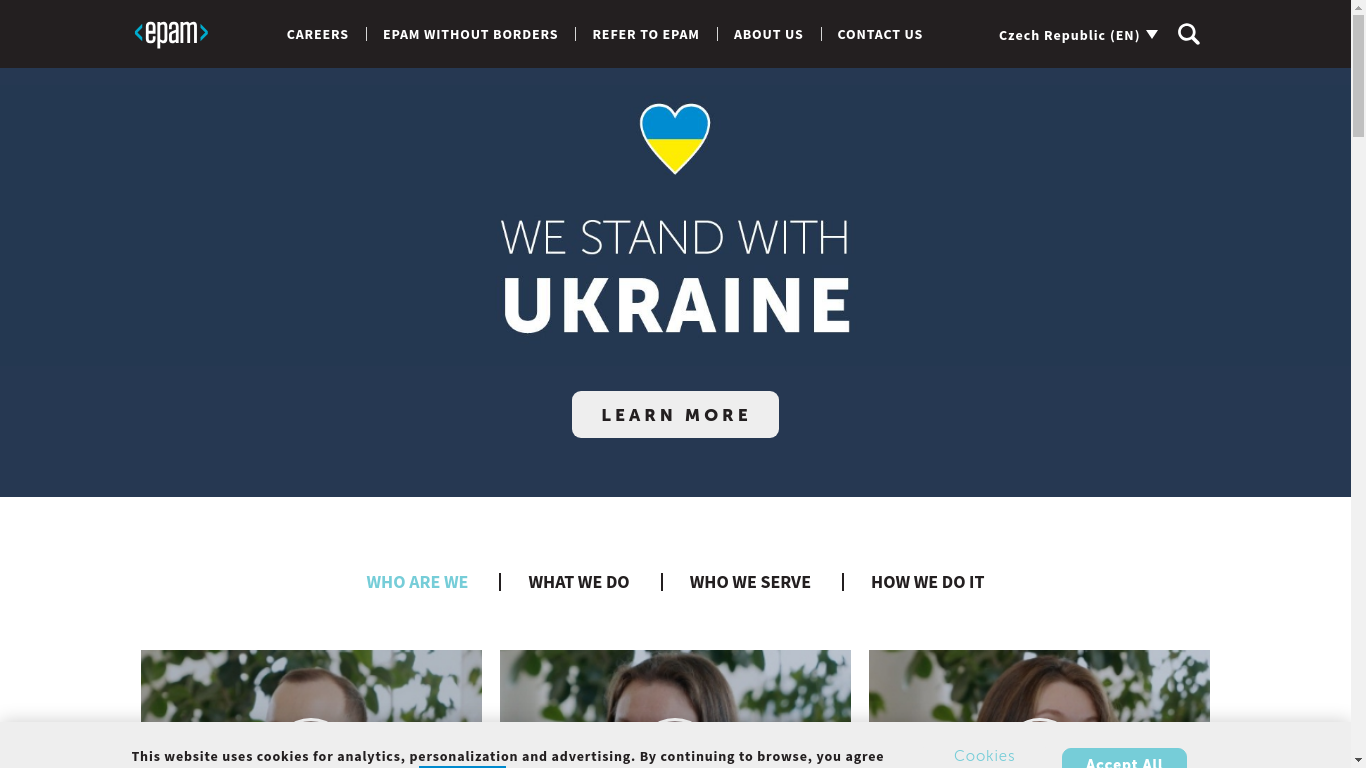 <epam>
CAREERS
EPAM WITHOUT BORDERS
REFER TO EPAM
ABOUT US
CONTACT US
Czech Republic (EN)
WE STAND WITH
UKRAINE
LEARN MORE
WHO ARE WE
WHAT WE DO
WHO WE SERVE
HOW WE DO IT
This website uses cookies for analytics, personalization and advertising. By continuing to browse, you agree
Cookies
Accept All